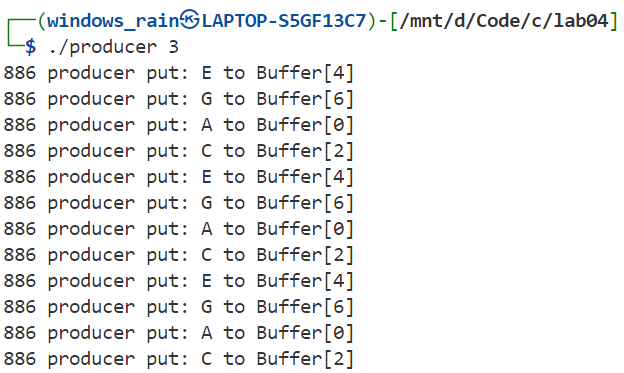 ┌──(windows_rain㉿LAPTOP-S5GF13C7)-[/mnt/d/Code/c/lab04]
└─$ ./producer 3
886 producer put: E to Buffer[4]
886 producer put: G to Buffer[6]
886 producer put: A to Buffer[0]
886 producer put: C to Buffer[2]
886 producer put: E to Buffer[4]
886 producer put: G to Buffer[6]
886 producer put: A to Buffer[0]
886 producer put: C to Buffer[2]
886 producer put: E to Buffer[4]
886 producer put: G to Buffer[6]
886 producer put: A to Buffer[0]
886 producer put: C to Buffer[2]